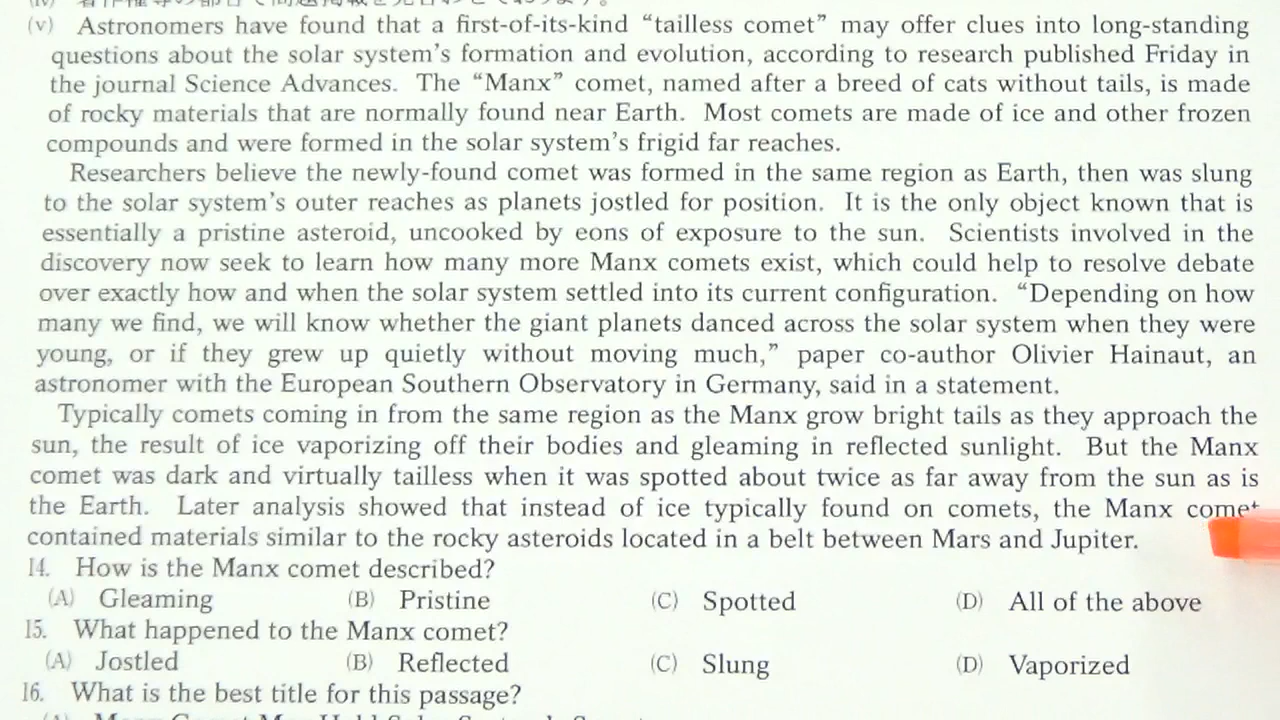 (v) Astronomers have found that a first-of-its-kind “tailless comet” may offer clues into long-standing
questions about the solar system’s formation and evolution, according to research published Friday in
the journal Science Advances. The “Manx” comet, named after a breed of cats without tails, is made
of rocky materials that are normally found near Earth. Most comets are made of ice and other frozen
compounds and were formed in the solar system’s frigid far reaches.
Researchers believe the newly-found comet was formed in the same region as Earth, then was slung
to the solar system’s outer reaches as planets jostled for position. It is the only object known that is
essentially a pristine asteroid, uncooked by eons of exposure to the sun. Scientists involved in the
discovery now seek to learn how many more Manx comets exist, which could help to resolve debate
over exactly how and when the solar system settled into its current configuration. “Depending on how
many we find, we will know whether the giant planets danced across the solar system when they were
young, or if they grew up quietly without moving much,” paper co-author Olivier Hainaut, an
astronomer with the European Southern Observatory in Germany, said in a statement.
Typically comets coming in from the same region as the Manx grow bright tails as they approach the
sun, the result of ice vaporizing off their bodies and gleaming in reflected sunlight. But the Manx
comet was dark and virtually tailless when it was spotted about twice as far away from the sun as is
the Earth. Later analysis showed that instead of ice typically found on comets, the Manx comet
contained materials similar to the rocky asteroids located in a belt between Mars and Jupiter.
14. How is the Manx comet described?
(A) Gleaming (B) Pristine (C) Spotted (D) All of the above
15. What happened to the Manx comet?
(A) Jostled (B) Reflected (C) Slung (D) Vaporized
16. What is the best title for this passage?